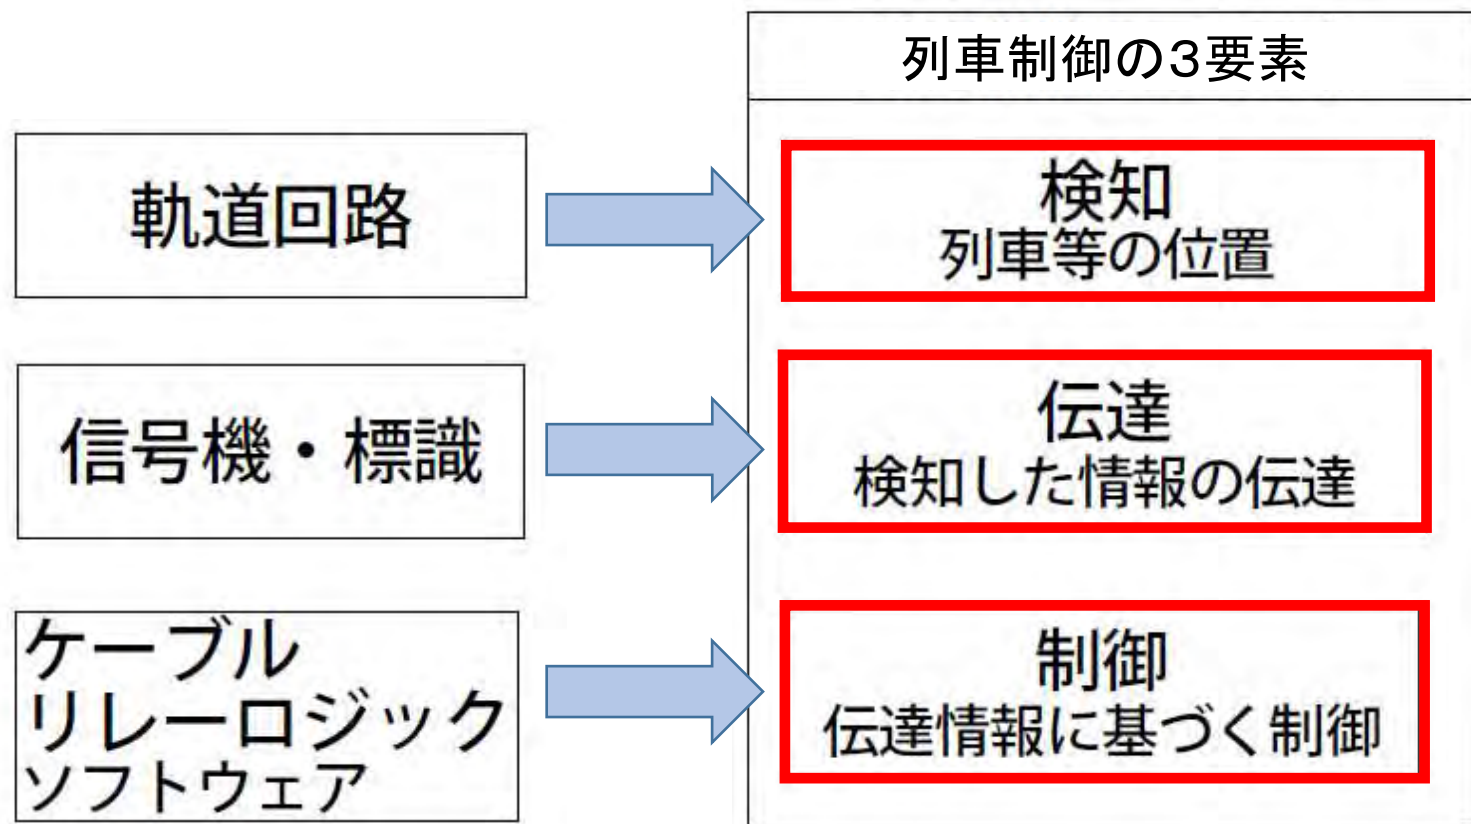 列車制御の3要素
軌道回路
検知
列車等の位置
信号機・標識
伝達
検知した情報の伝達
ケーブル
リレーロジック
ソフトウェア
制御
伝達情報に基づく制御